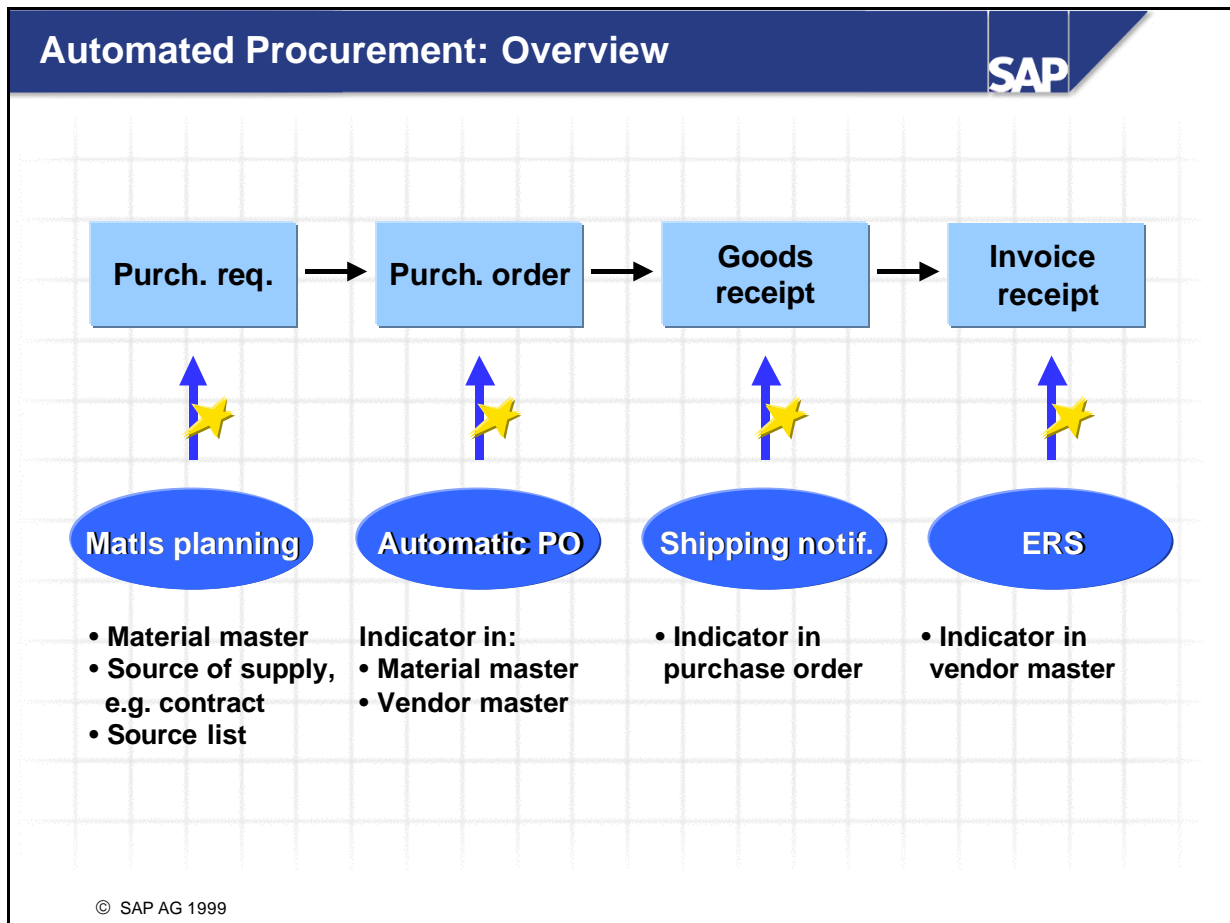 Automated Procurement: Overview
SAP
Purch. req.
Purch. order
Goods
receipt
Invoice
receipt
Matls planning
Automatic PO
Shipping notif.
ERS
• Material master
• Source of supply,
e.g. contract
• Source list
Indicator in:
• Material master
• Vendor master
• Indicator in
purchase order
• Indicator in
vendor master
© SAP AG 1999